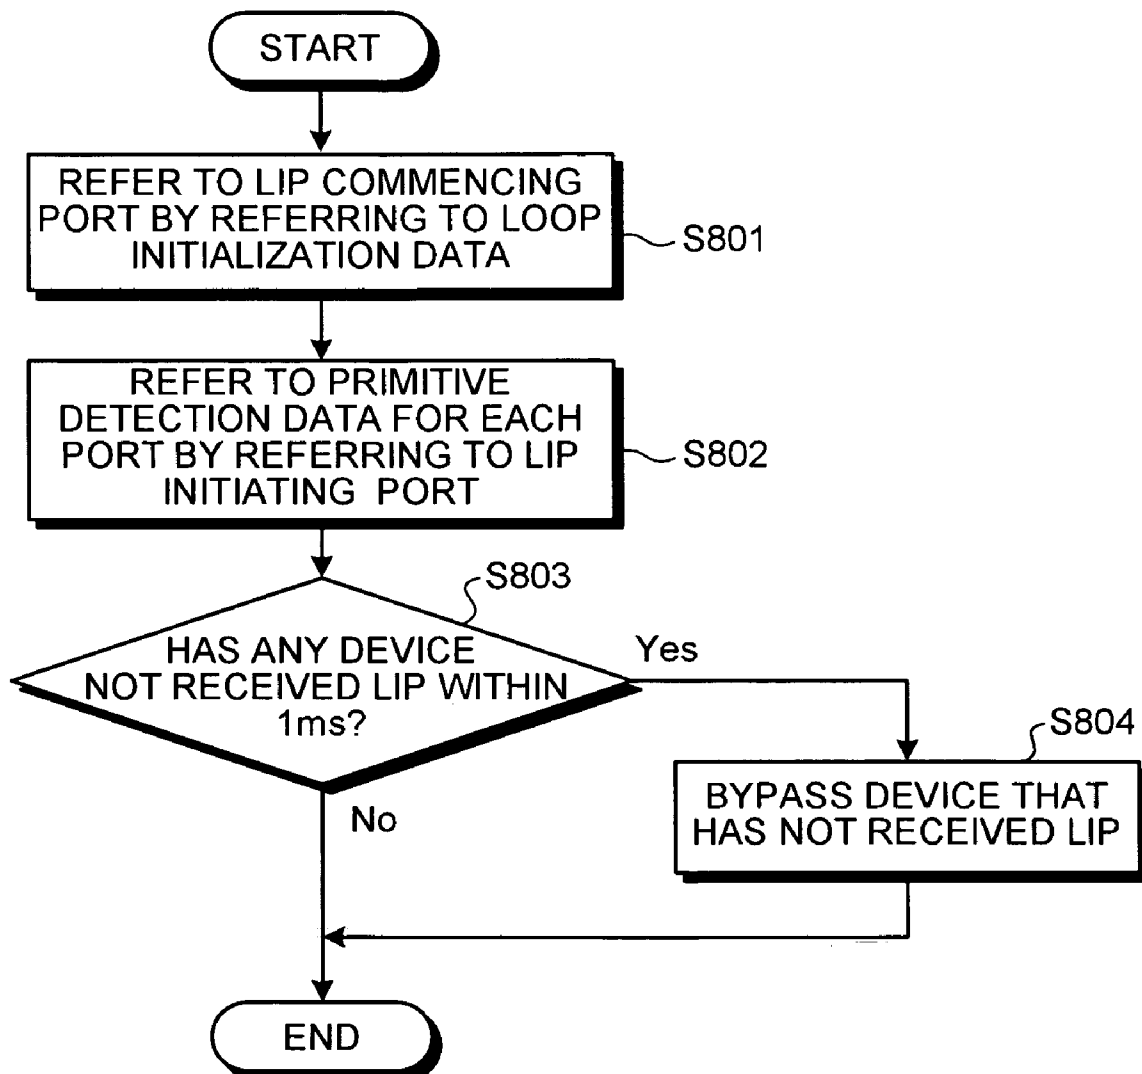 START
REFER TO LIP COMMENCING
PORT BY REFERRING TO LOOP
INITIALIZATION DATA
S801
REFER TO PRIMITIVE
DETECTION DATA FOR EACH
PORT BY REFERRING TO LIP
INITIATING PORT
S802
S803
HAS ANY DEVICE
NOT RECEIVED LIP WITHIN
1ms?
Yes
No
S804
BYPASS DEVICE THAT
HAS NOT RECEIVED LIP
END